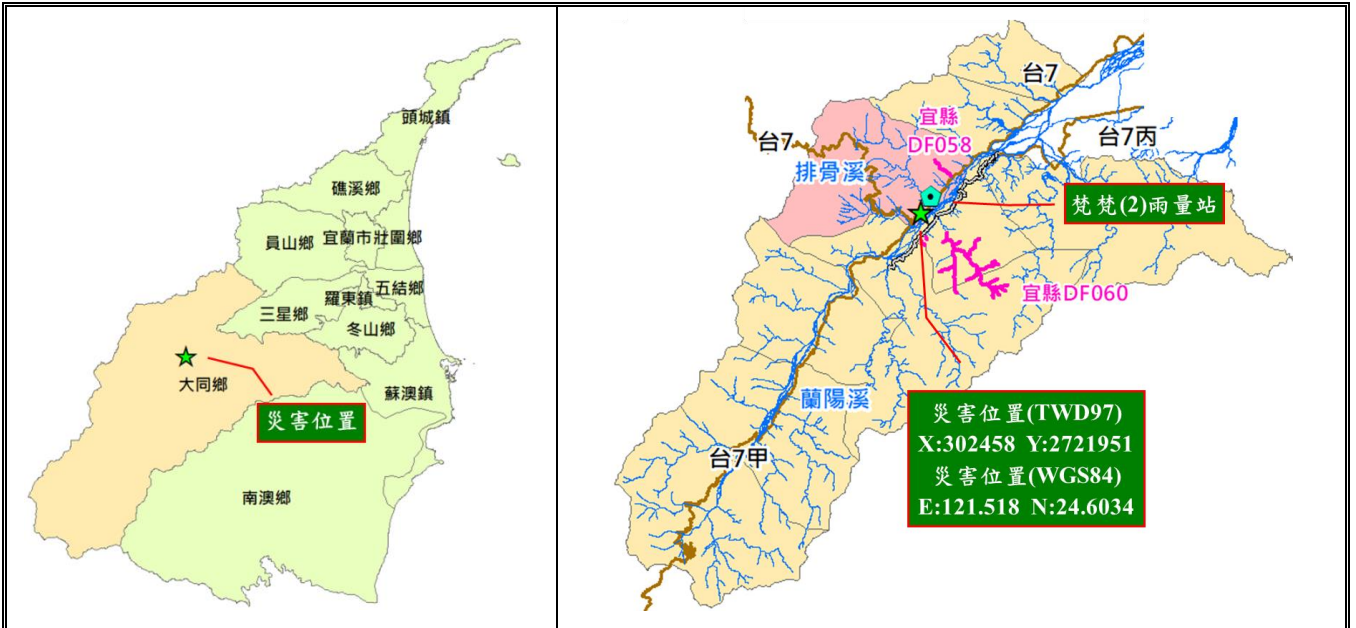 頭城鎮
礁溪鄉
員山鄉
宜蘭市
壯圍鄉
五結鄉
羅東鎮
三星鄉
冬山鄉
大同鄉
蘇澳鎮
災害位置
南澳鄉
台7
宜縣
DF058
台7
台7丙
排骨溪
梵梵(2)雨量站
宜縣DF060
蘭陽溪
災害位置(TWD97)
X:302458 Y:2721951
災害位置(WGS84)
E:121.518 N:24.6034
台7甲